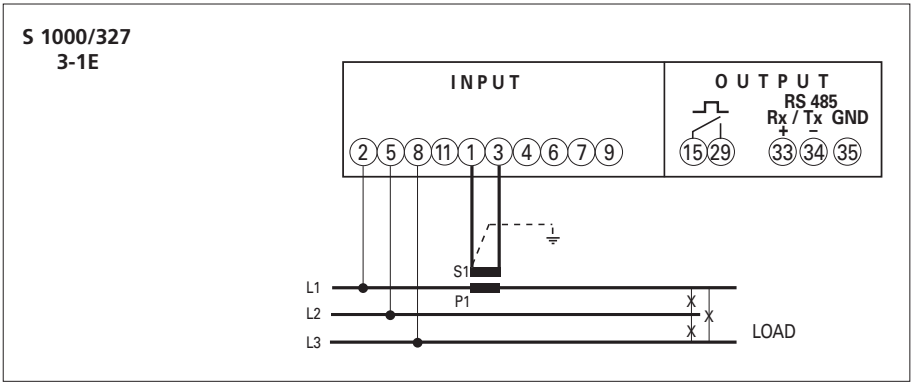 S 1000/327
3-1E
INPUT
OUTPUT
RS 485
Rx / Tx GND
+ –
2 5 8 11 1 3 4 6 7 9
15 29 33 34 35
S1
L1
P1
L2
X X
X
L3
LOAD